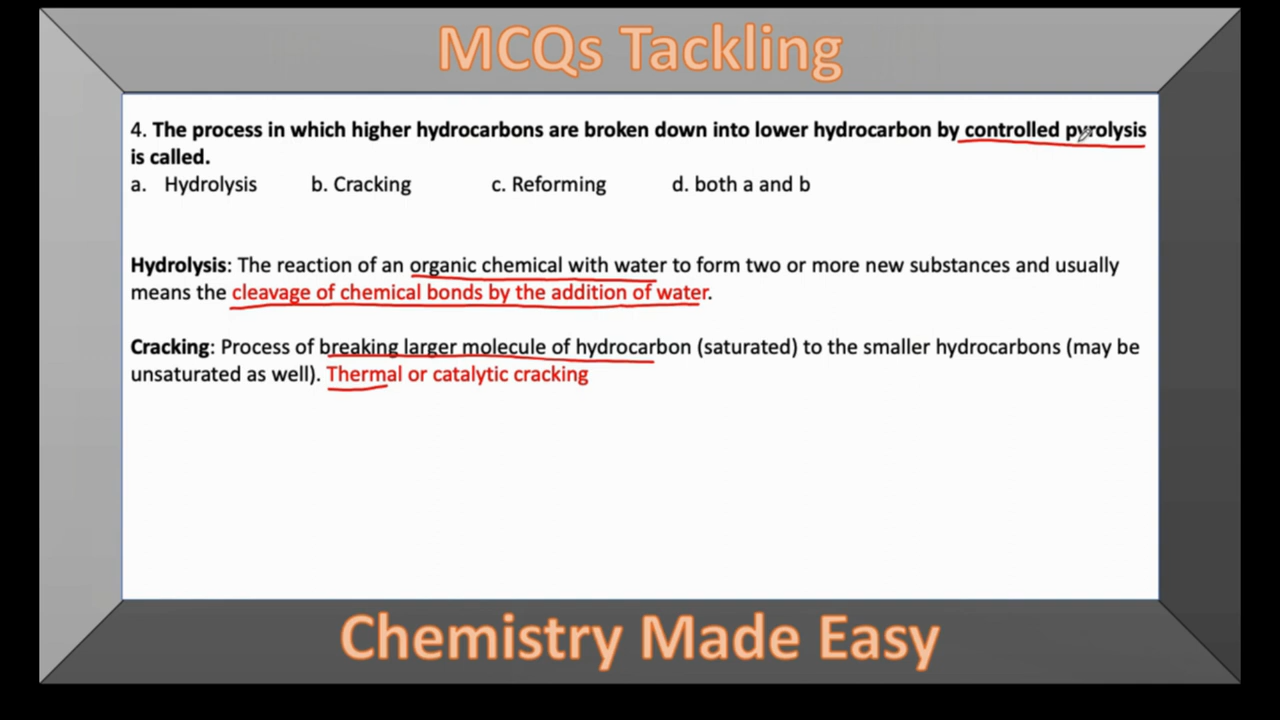 MCQs Tackling
4. The process in which higher hydrocarbons are broken down into lower hydrocarbon by controlled pyrolysis
is called.
a. Hydrolysis b. Cracking c. Reforming d. both a and b
Hydrolysis: The reaction of an organic chemical with water to form two or more new substances and usually
means the cleavage of chemical bonds by the addition of water.
Cracking: Process of breaking larger molecule of hydrocarbon (saturated) to the smaller hydrocarbons (may be
unsaturated as well). Thermal or catalytic cracking
Chemistry Made Easy